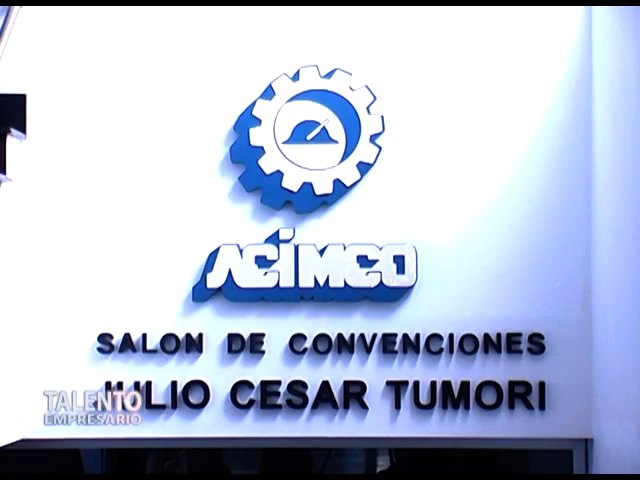 ACiMCO
SALON DE CONVENCIONES
JULIO CESAR TUMORI
TALENTO
EMPRESARIO